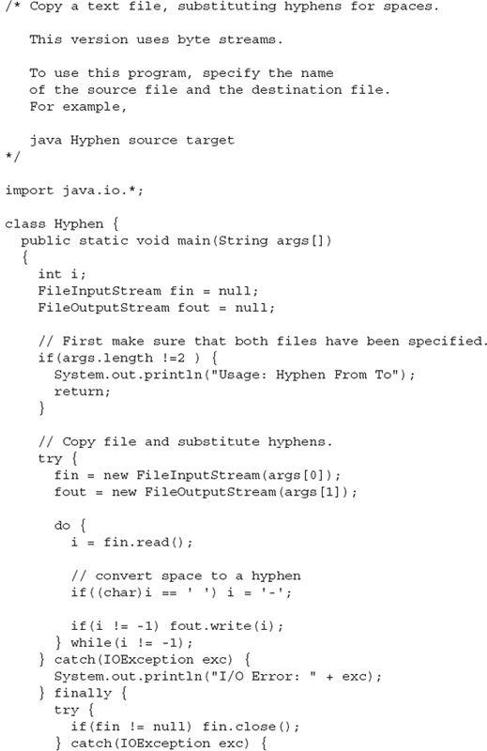 /* Copy a text file, substituting hyphens for spaces.

   This version uses byte streams.

   To use this program, specify the name
   of the source file and the destination file.
   For example,

   java Hyphen source target
*/

import java.io.*;

class Hyphen {
  public static void main(String args[])
  {
    int i;
    FileInputStream fin = null;
    FileOutputStream fout = null;

    // First make sure that both files have been specified.
    if(args.length !=2 ) {
      System.out.println("Usage: Hyphen From To");
      return;
    }

    // Copy file and substitute hyphens.
    try {
      fin = new FileInputStream(args[0]);
      fout = new FileOutputStream(args[1]);

      do {
        i = fin.read();

        // convert space to a hyphen
        if((char)i == ' ') i = '-';

        if(i != -1) fout.write(i);
      } while(i != -1);
    } catch(IOException exc) {
      System.out.println("I/O Error: " + exc);
    } finally {
      try {
        if(fin != null) fin.close();
      } catch(IOException exc) {